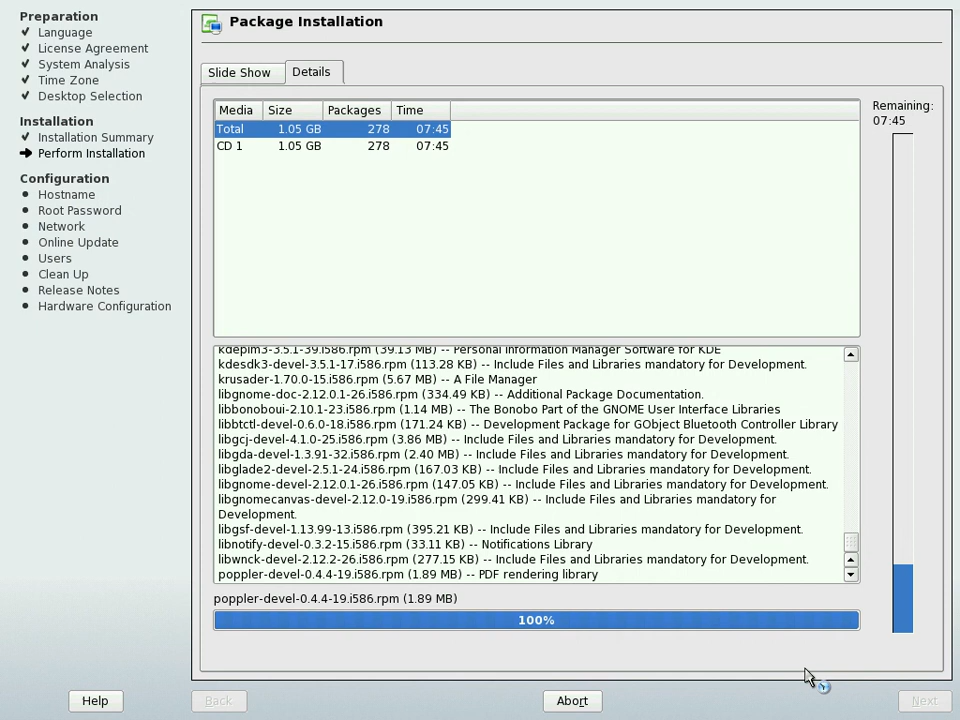 Preparation
Language
License Agreement
System Analysis
Time Zone
Desktop Selection
Installation
Installation Summary
Perform Installation
Configuration
Hostname
Root Password
Network
Online Update
Users
Clean Up
Release Notes
Hardware Configuration
Package Installation
Slide Show Details
Media Size Packages Time
Total 1.05 GB 278 07:45
CD 1 1.05 GB 278 07:45
Remaining:
07:45
kdepim3-3.5.1-39.i586.rpm (39.13 MB) -- Personal Information Manager Software for KDE
kdesdk3-devel-3.5.1-17.i586.rpm (113.28 KB) -- Include Files and Libraries mandatory for Development.
krusader-1.70.0-15.i586.rpm (5.67 MB) -- A File Manager
libgnome-doc-2.12.0.1-26.i586.rpm (334.49 KB) -- Additional Package Documentation.
libbonoboui-2.10.1-23.i586.rpm (1.14 MB) -- The Bonobo Part of the GNOME User Interface Libraries
libbtctl-devel-0.6.0-18.i586.rpm (171.24 KB) -- Development Package for GObject Bluetooth Controller Library
libgcj-devel-4.1.0-25.i586.rpm (3.86 MB) -- Include Files and Libraries mandatory for Development.
libgda-devel-1.3.91-32.i586.rpm (2.40 MB) -- Include Files and Libraries mandatory for Development.
libglade2-devel-2.5.1-24.i586.rpm (167.03 KB) -- Include Files and Libraries mandatory for Development.
libgnome-devel-2.12.0.1-26.i586.rpm (147.05 KB) -- Include Files and Libraries mandatory for Development.
libgnomecanvas-devel-2.12.0-19.i586.rpm (299.41 KB) -- Include Files and Libraries mandatory for
Development.
libgsf-devel-1.13.99-13.i586.rpm (395.21 KB) -- Include Files and Libraries mandatory for Development.
libnotify-devel-0.3.2-15.i586.rpm (33.11 KB) -- Notifications Library
libwnck-devel-2.12.2-26.i586.rpm (277.15 KB) -- Include Files and Libraries mandatory for Development.
poppler-devel-0.4.4-19.i586.rpm (1.89 MB) -- PDF rendering library
poppler-devel-0.4.4-19.i586.rpm (1.89 MB)
100%
Help Back Abort Next